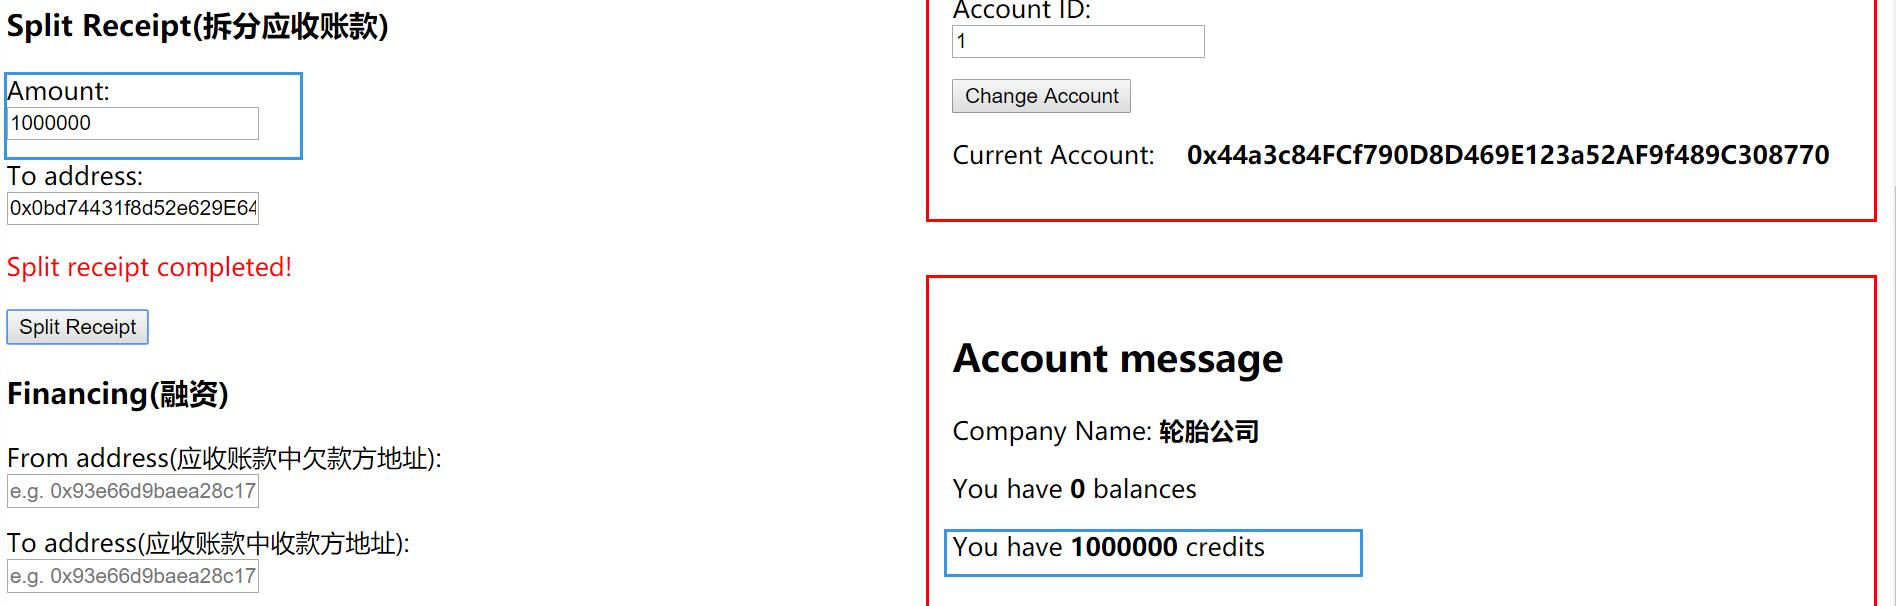 Split Receipt(拆分应收账款)
Amount:
1000000
To address:
0x0bd74431f8d52e629E64
Split receipt completed!
Split Receipt
Financing(融资)
From address(应收账款中欠款方地址):
e.g. 0x93e66d9baea28c17
To address(应收账款中收款方地址):
e.g. 0x93e66d9baea28c17
Account ID:
1
Change Account
Current Account: 0x44a3c84FCf790D8D469E123a52AF9f489C308770
Account message
Company Name: 轮胎公司
You have 0 balances
You have 1000000 credits